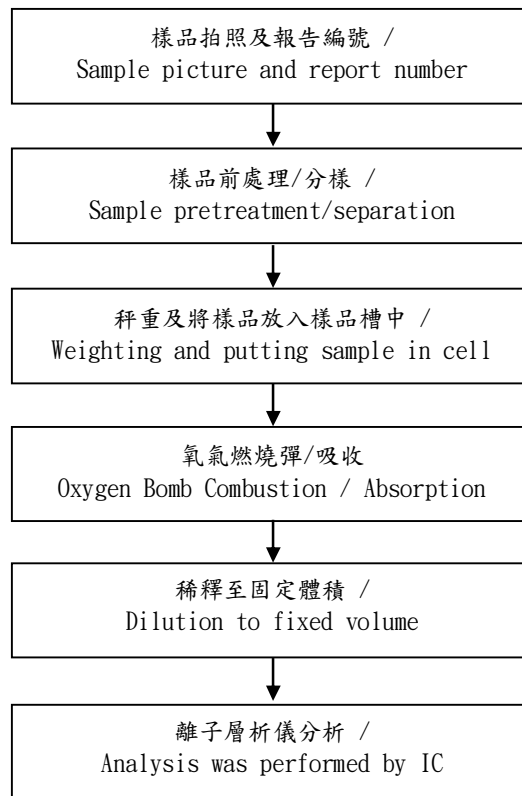 樣品拍照及報告編號 /
Sample picture and report number
樣品前處理/分樣 /
Sample pretreatment/separation
秤重及將樣品放入樣品槽中 /
Weighting and putting sample in cell
氧氣燃燒彈/吸收
Oxygen Bomb Combustion / Absorption
稀釋至固定體積 /
Dilution to fixed volume
離子層析儀分析 /
Analysis was performed by IC